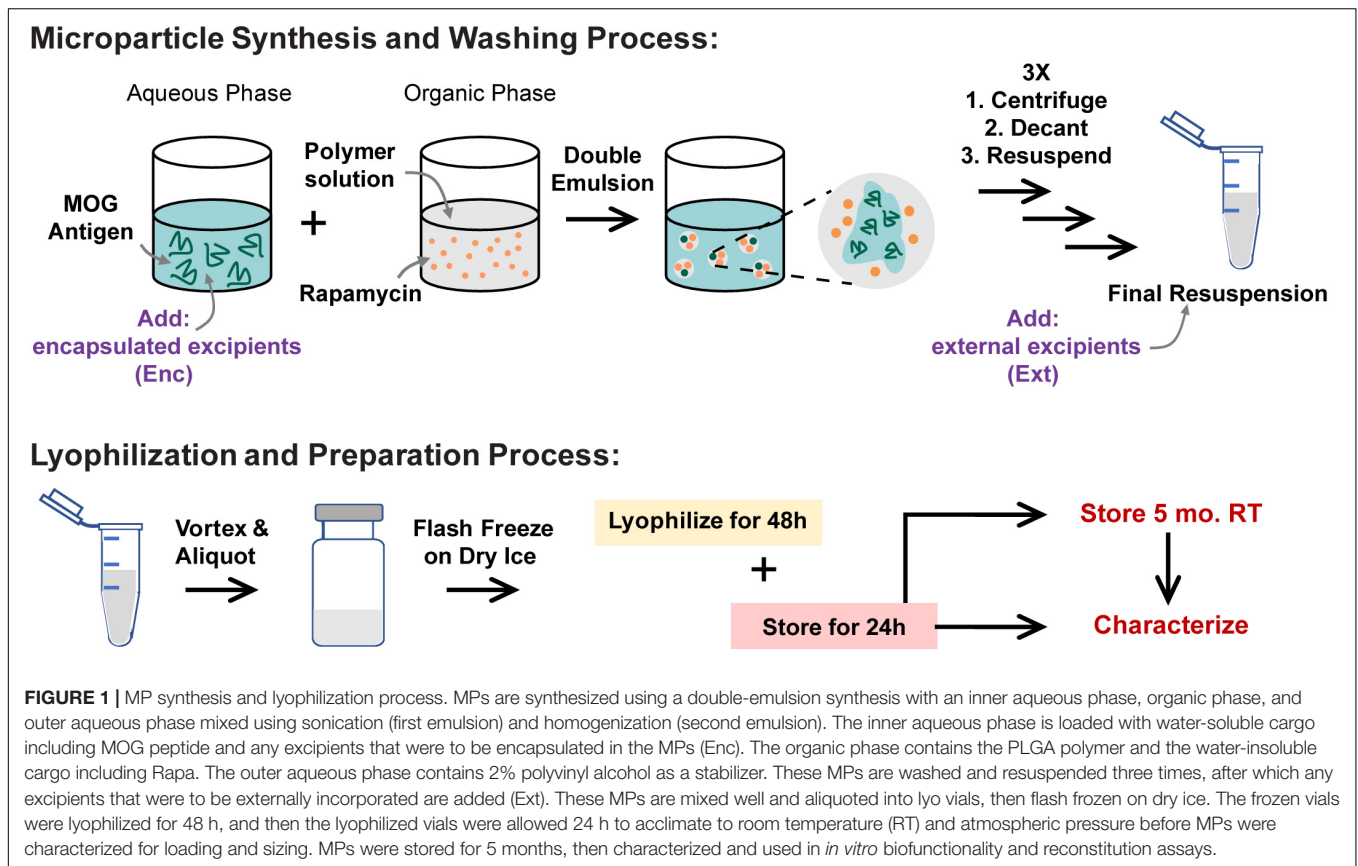 Microparticle Synthesis and Washing Process:
Aqueous Phase
Organic Phase
MOG
Antigen
+
Polymer
solution
Rapamycin
Double
Emulsion
3X
1. Centrifuge
2. Decant
3. Resuspend
Final Resuspension
Add:
encapsulated excipients
(Enc)
Add:
external excipients
(Ext)
Lyophilization and Preparation Process:
Vortex &
Aliquot
Flash Freeze
on Dry Ice
Lyophilize for 48h
+
Store for 24h
Store 5 mo. RT
Characterize
FIGURE 1 | MP synthesis and lyophilization process. MPs are synthesized using a double-emulsion synthesis with an inner aqueous phase, organic phase, and
outer aqueous phase mixed using sonication (first emulsion) and homogenization (second emulsion). The inner aqueous phase is loaded with water-soluble cargo
including MOG peptide and any excipients that were to be encapsulated in the MPs (Enc). The organic phase contains the PLGA polymer and the water-insoluble
cargo including Rapa. The outer aqueous phase contains 2% polyvinyl alcohol as a stabilizer. These MPs are washed and resuspended three times, after which any
excipients that were to be externally incorporated are added (Ext). These MPs are mixed well and aliquoted into lyo vials, then flash frozen on dry ice. The frozen vials
were lyophilized for 48 h, and then the lyophilized vials were allowed 24 h to acclimate to room temperature (RT) and atmospheric pressure before MPs were
characterized for loading and sizing. MPs were stored for 5 months, then characterized and used in in vitro biofunctionality and reconstitution assays.